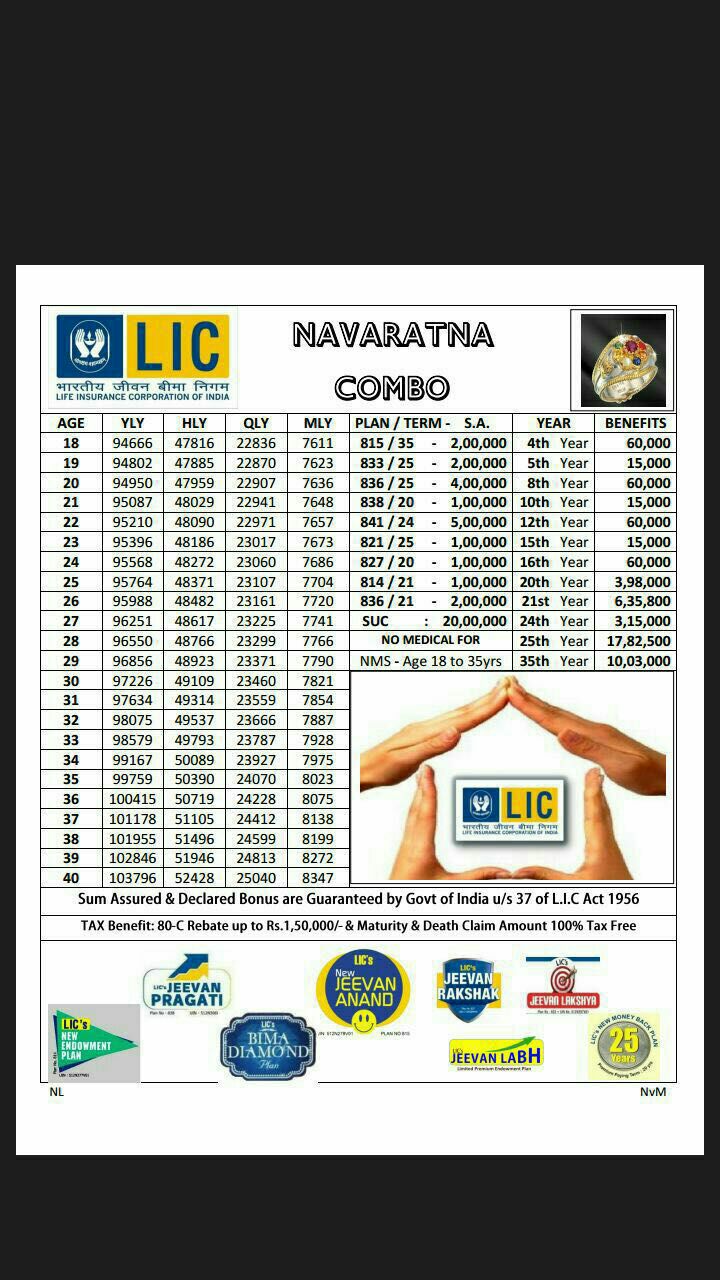 LIC
भारतीय जीवन बीमा निगम
LIFE INSURANCE CORPORATION OF INDIA
NAVARATNA
COMBO
AGE YLY HLY QLY MLY PLAN / TERM - S.A. YEAR BENEFITS
18 94666 47816 22836 7611 815 / 35 - 2,00,000 4th Year 60,000
19 94802 47885 22870 7623 833 / 25 - 2,00,000 5th Year 15,000
20 94950 47959 22907 7636 836 / 25 - 4,00,000 8th Year 60,000
21 95087 48029 22941 7648 838 / 20 - 1,00,000 10th Year 15,000
22 95210 48090 22971 7657 841 / 24 - 5,00,000 12th Year 60,000
23 95396 48186 23017 7673 821 / 25 - 1,00,000 15th Year 15,000
24 95568 48272 23060 7686 827 / 20 - 1,00,000 16th Year 60,000
25 95764 48371 23107 7704 814 / 21 - 1,00,000 20th Year 3,98,000
26 95988 48482 23161 7720 836 / 21 - 2,00,000 21st Year 6,35,800
27 96251 48617 23225 7741 SUC : 20,00,000 24th Year 3,15,000
28 96550 48766 23299 7766 NO MEDICAL FOR 25th Year 17,82,500
29 96856 48923 23371 7790 NMS - Age 18 to 35yrs 35th Year 10,03,000
30 97226 49109 23460 7821
31 97634 49314 23559 7854
32 98075 49537 23666 7887
33 98579 49793 23787 7928
34 99167 50089 23927 7975
35 99759 50390 24070 8023
36 100415 50719 24228 8075
37 101178 51105 24412 8138
38 101955 51496 24599 8199
39 102846 51946 24813 8272
40 103796 52428 25040 8347
LIC
भारतीय जीवन बीमा निगम
LIFE INSURANCE CORPORATION OF INDIA
Sum Assured & Declared Bonus are Guaranteed by Govt of India u/s 37 of L.I.C Act 1956
TAX Benefit: 80-C Rebate up to Rs.1,50,000/- & Maturity & Death Claim Amount 100% Tax Free
LIC's JEEVAN
PRAGATI
LIC's
New
JEEVAN
ANAND
PLAN NO 815
LIC's
JEEVAN
RAKSHAK
LIC's
JEEVAN LAKSHYA
LIC's
NEW
ENDOWMENT
PLAN
LIC's
BIMA
DIAMOND
Plan
JEEVAN LABH
Limited Premium Endowment Plan
LIC's NEW MONEY BACK PLAN
25
Years
NL NvM